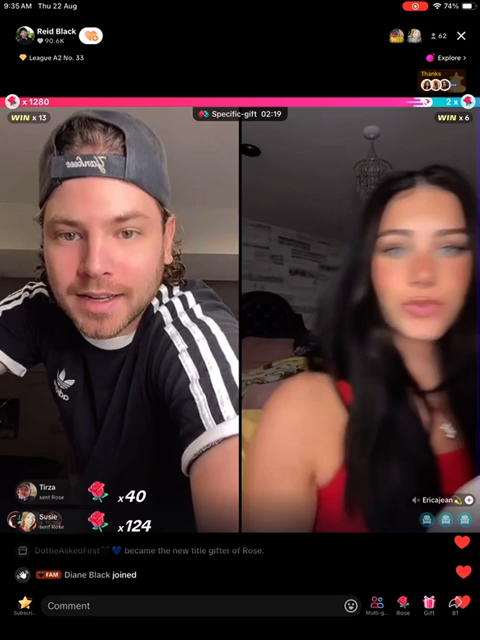 9:35 AM Thu 22 Aug
74%
Reid Black
90.6K
62
League A2 No. 33
Explore >
Thanks
x 1280
2 x
WIN x 13
Specific-gift 02:19
WIN x 6
Yankees
adidas
Tirza
sent Rose
x40
Susie
sent Rose
x124
Ericajean
DottieAskedFirst became the new title gifter of Rose.
FAM Diane Black joined
Comment
Subscri...
Multi-g...
Rose
Gift
81